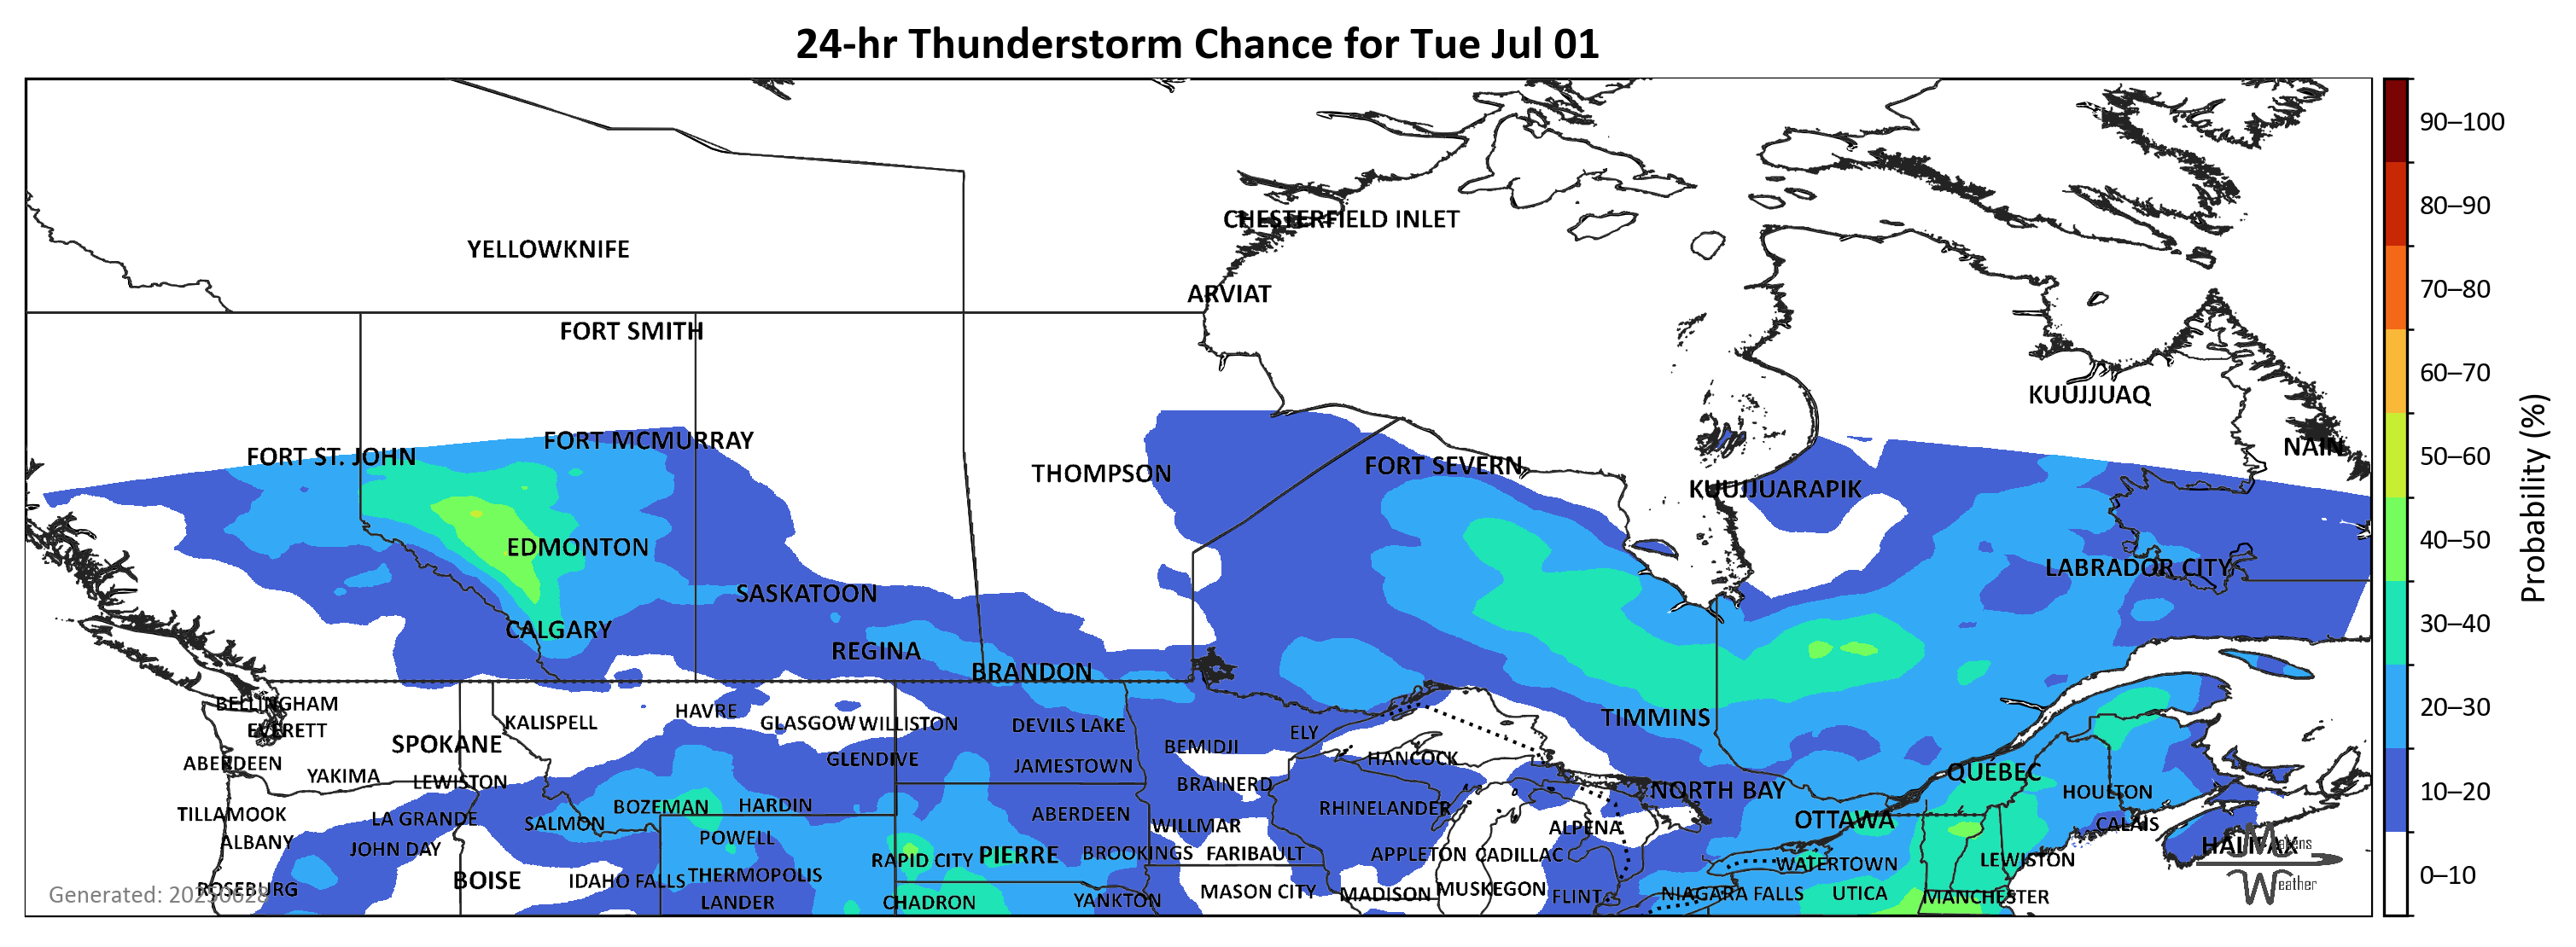 24-hr Thunderstorm Chance for Tue Jul 01
CHESTERFIELD INLET
YELLOWKNIFE
ARVIAT
FORT SMITH
KUUJJUAQ
FORT MCMURRAY
NAIN
FORT ST. JOHN
FORT SEVERN
THOMPSON
KUUJJUARAPIK
EDMONTON
LABRADOR CITY
SASKATOON
CALGARY
REGINA
BRANDON
BELLINGHAM
HAVRE
TIMMINS
KALISPELL
GLASGOW
WILLISTON
DEVILS LAKE
EVERETT
ELY
SPOKANE
BEMIDJI
GLENDIVE
HANCOCK
ABERDEEN
JAMESTOWN
QUEBEC
YAKIMA
LEWISTON
BRAINERD
NORTH BAY
HOULTON
BOZEMAN
HARDIN
RHINELANDER
TILLAMOOK
ABERDEEN
LA GRANDE
OTTAWA
SALMON
WILLMAR
ALPENA
CALAIS
POWELL
ALBANY
HALIFAX
JOHN DAY
RAPID CITY
PIERRE
BROOKINGS
FARIBAULT
APPLETON
CADILLAC
LEWISTON
WATERTOWN
BOISE
IDAHO FALLS
THERMOPOLIS
ROSEBURG
MASON CITY
MADISON
MUSKEGON
FLINT
NIAGARA FALLS
UTICA
MANCHESTER
LANDER
CHADRON
YANKTON
Generated: 20250628
Weather
90–100
80–90
70–80
60–70
50–60
40–50
30–40
20–30
10–20
0–10
Probability (%)